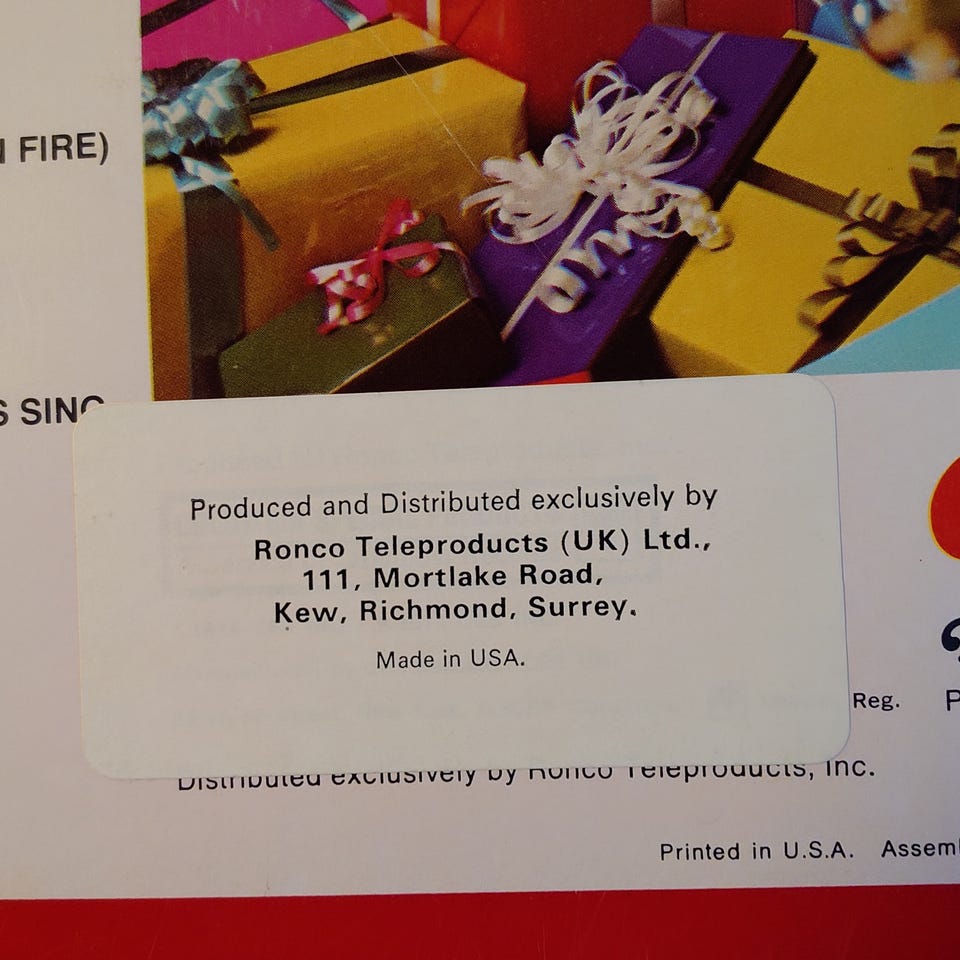 N FIRE)
S SING
Produced and Distributed exclusively by
Ronco Teleproducts (UK) Ltd.,
111, Mortlake Road,
Kew, Richmond, Surrey.
Made in USA.
Reg. P
Distributed exclusively by Ronco Teleproducts, Inc.
Printed in U.S.A. Assem